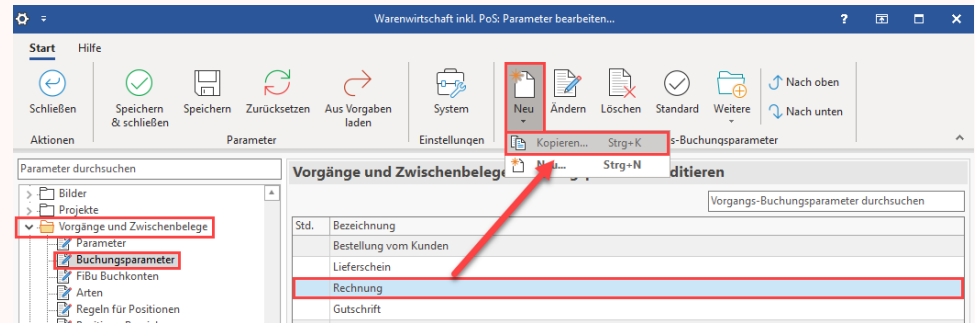 Warenwirtschaft inkl. PoS: Parameter bearbeiten...
Start Hilfe
Schließen Speichern & schließen Speichern Zurücksetzen Aus Vorgaben laden System Neu Ändern Löschen Standard Weitere Nach oben
Nach unten
Aktionen Parameter Einstellungen s-Buchungsparameter
Kopieren... Strg+K
Strg+N
Parameter durchsuchen
Bilder
Projekte
Vorgänge und Zwischenbelege
Parameter
Buchungsparameter
FiBu Buchkonten
Arten
Regeln für Positionen
Vorgänge und Zwischenbelege ditieren
Vorgangs-Buchungsparameter durchsuchen
Std. Bezeichnung
Bestellung vom Kunden
Lieferschein
Rechnung
Gutschrift